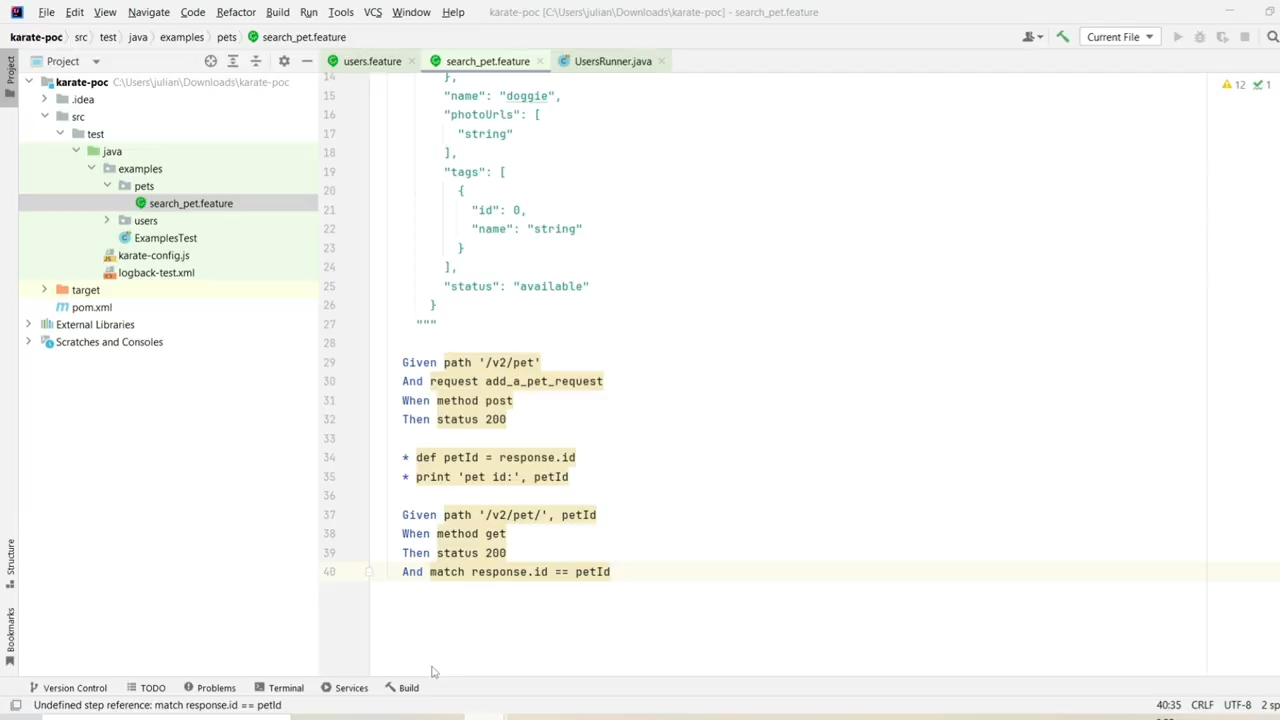 File Edit View Navigate Code Refactor Build Run Tools VCS Window Help karate-poc [C:\Users\julian\Downloads\karate-poc] - search_pet.feature
karate-poc src test java examples pets search_pet.feature Current File
Project Project users.feature search_pet.feature UsersRunner.java
karate-poc C:\Users\julian\Downloads\karate-poc
.idea
src
test
java
examples
pets
search_pet.feature
users
ExamplesTest
karate-config.js
logback-test.xml
target
pom.xml
External Libraries
Scratches and Consoles
12 1
14 },
15 "name": "doggie",
16 "photoUrls": [
17 "string"
18 ],
19 "tags": [
20 {
21 "id": 0,
22 "name": "string"
23 }
24 ],
25 "status": "available"
26 }
27 """
28
29 Given path '/v2/pet'
30 And request add_a_pet_request
31 When method post
32 Then status 200
33
34 * def petId = response.id
35 * print 'pet id:', petId
36
37 Given path '/v2/pet/', petId
38 When method get
39 Then status 200
40 And match response.id == petId
Structure
Bookmarks
Version Control TODO Problems Terminal Services Build
Undefined step reference: match response.id == petId 40:35 CRLF UTF-8 2 sp